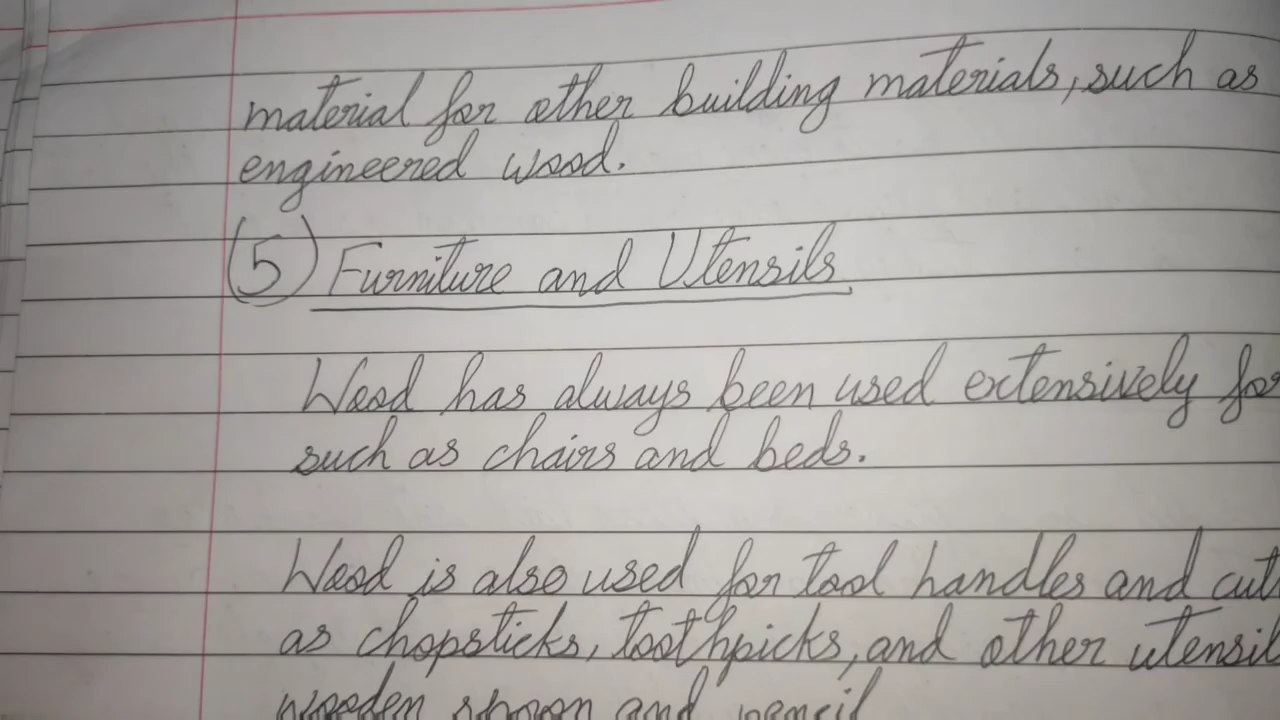 material for other building materials, such as
engineered wood.
(5) Furniture and Utensils
Wood has always been used extensively for
such as chairs and beds.
Wood is also used for tool handles and
as chopsticks, toothpicks, and other
wooden spoon and pencil